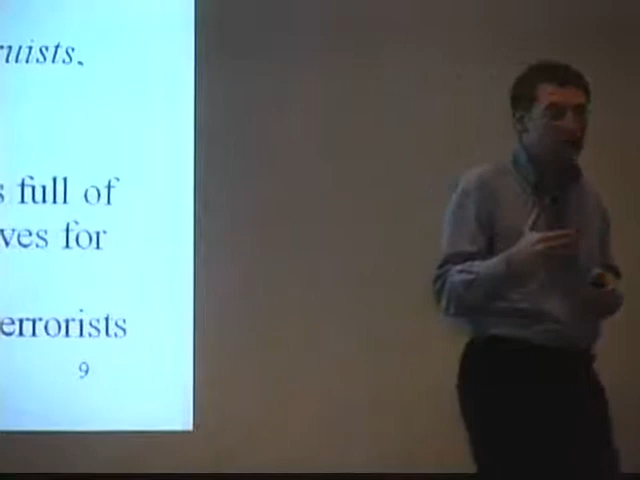 ruists.
s full of
ves for
errorists
9